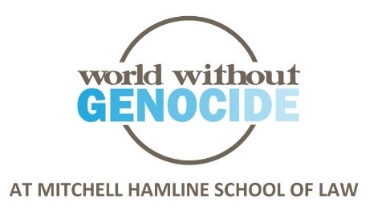 world without
GENOCIDE
AT MITCHELL HAMLINE SCHOOL OF LAW